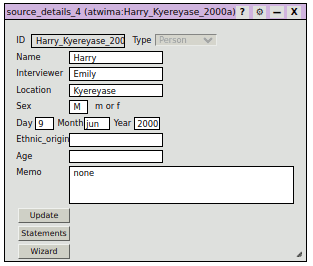 source_details_4 (atwima:Harry_Kyereyase_2000a) ? X
ID Harry_Kyereyase_200 Type Person
Name Harry
Interviewer Emily
Location Kyereyase
Sex M m or f
Day 9 Month jun Year 2000
Ethnic_origin
Age
Memo none
Update
Statements
Wizard